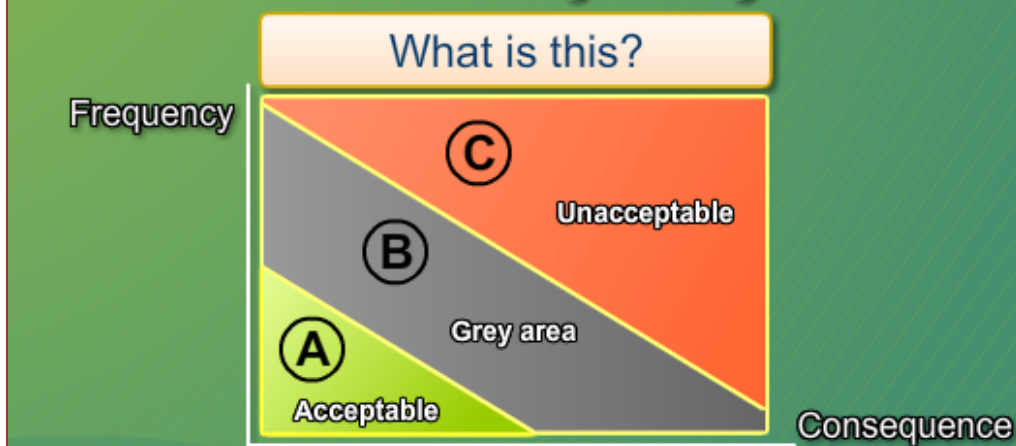 What is this?
Frequency
C
Unacceptable
B
Grey area
A
Acceptable
Consequence